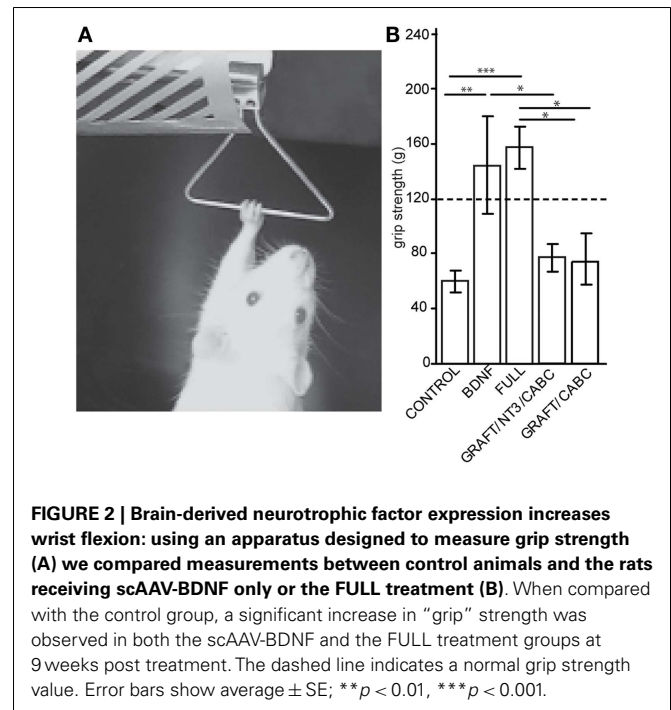 A
B
240
200
160
120
80
40
0
grip strength (g)
***
**
*
*
*
CONTROL
BDNF
FULL
GRAFT/NT3/CABC
GRAFT/CABC
FIGURE 2 | Brain-derived neurotrophic factor expression increases
wrist flexion: using an apparatus designed to measure grip strength
(A) we compared measurements between control animals and the rats
receiving scAAV-BDNF only or the FULL treatment (B). When compared
with the control group, a significant increase in “grip” strength was
observed in both the scAAV-BDNF and the FULL treatment groups at
9 weeks post treatment. The dashed line indicates a normal grip strength
value. Error bars show average ± SE; **p < 0.01, ***p < 0.001.